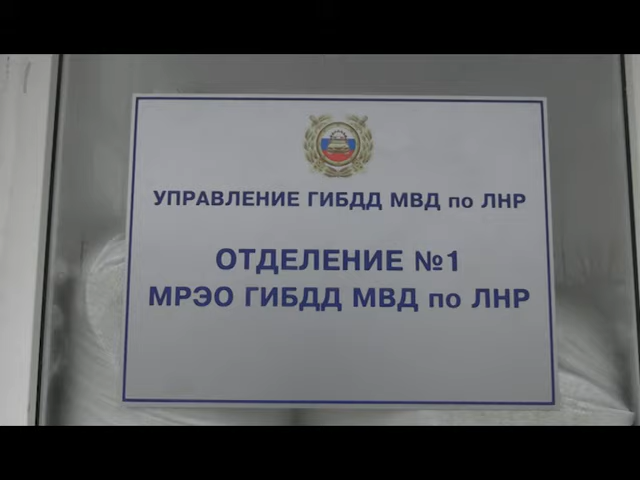 УПРАВЛЕНИЕ ГИБДД МВД по ЛНР
ОТДЕЛЕНИЕ №1
МРЭО ГИБДД МВД по ЛНР